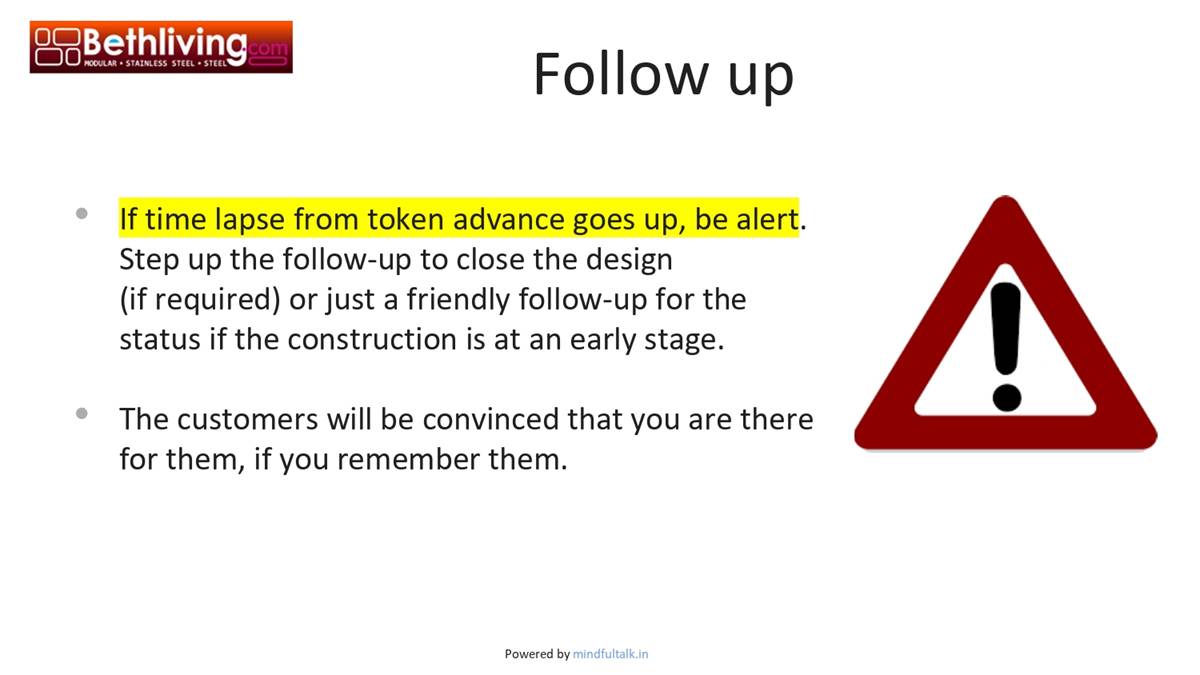 Bethliving.com
MODULAR • STAINLESS STEEL • STEEL
Follow up
• If time lapse from token advance goes up, be alert.
Step up the follow-up to close the design
(if required) or just a friendly follow-up for the
status if the construction is at an early stage.
• The customers will be convinced that you are there
for them, if you remember them.
Powered by mindfultalk.in